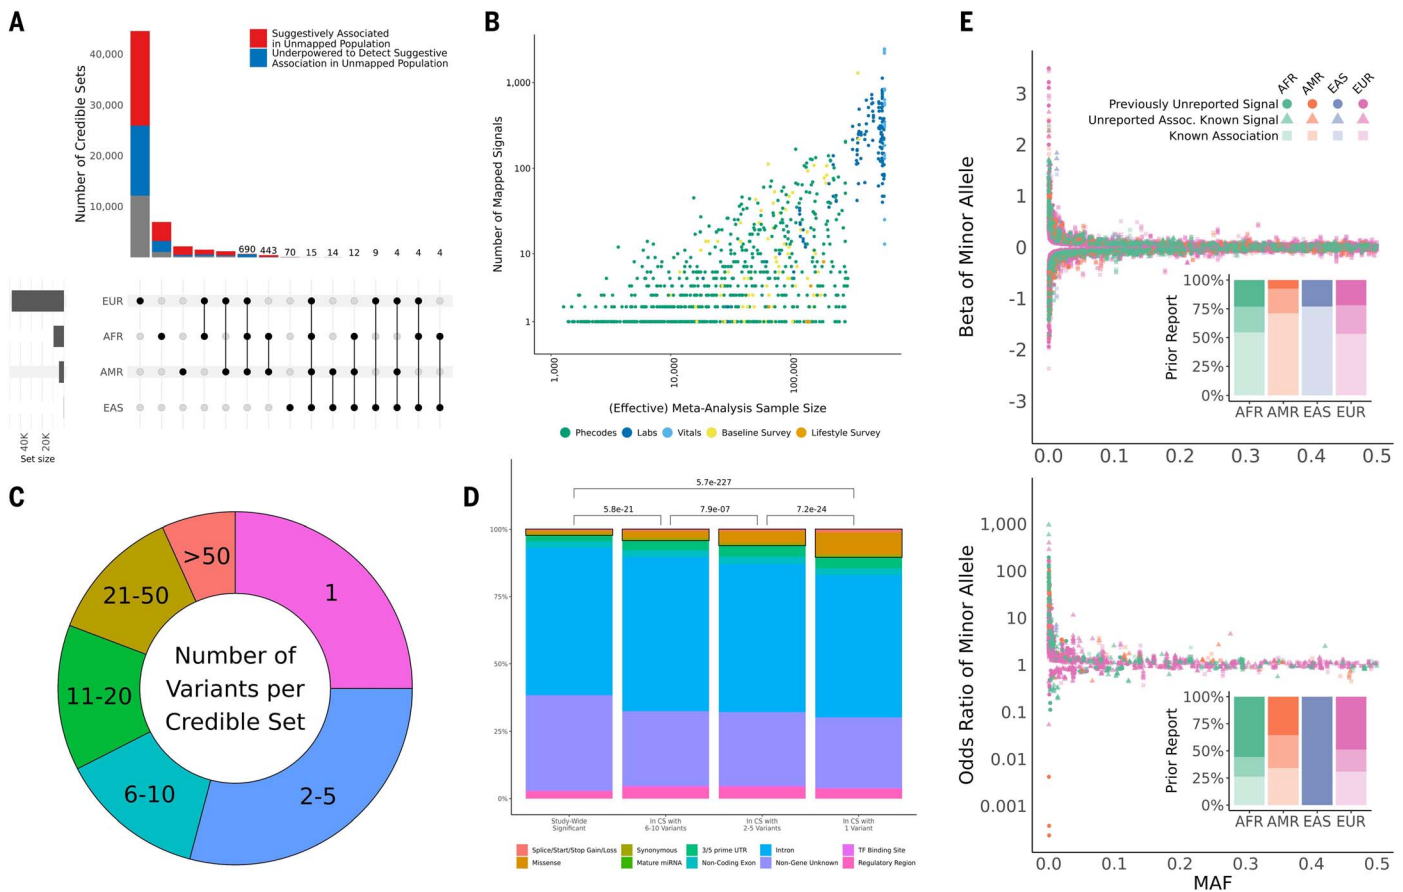 A
Number of Credible Sets
40,000
30,000
20,000
10,000
Suggestively Associated
in Unmapped Population
Underpowered to Detect Suggestive
Association in Unmapped Population
690 443 70 15 14 12 9 4 4 4
EUR
AFR
AMR
EAS
40K 20K
Set size
B
Number of Mapped Signals
1,000
100
10
1
1,000 10,000 100,000
(Effective) Meta-Analysis Sample Size
Phecodes Labs Vitals Baseline Survey Lifestyle Survey
C
>50
1
21-50
11-20
6-10
2-5
Number of
Variants per
Credible Set
D
5.7e-227
5.8e-21 7.9e-07 7.2e-24
100%
75%
50%
25%
0%
Study-Wide
Significant
In CS with
6-10 Variants
In CS with
2-5 Variants
In CS with
1 Variant
Splice/Start/Stop Gain/Loss Synonymous 3/5 prime UTR Intron TF Binding Site
Missense Mature miRNA Non-Coding Exon Non-Gene Unknown Regulatory Region
E
Beta of Minor Allele
3
2
1
0
-1
-2
-3
AFR AMR EAS EUR
Previously Unreported Signal
Unreported Assoc. Known Signal
Known Association
Prior Report
100%
75%
50%
25%
0%
AFR AMR EAS EUR
0.0 0.1 0.2 0.3 0.4 0.5
Odds Ratio of Minor Allele
1,000
100
10
1
0.1
0.01
0.001
Prior Report
100%
75%
50%
25%
0%
AFR AMR EAS EUR
0.0 0.1 0.2 0.3 0.4 0.5
MAF